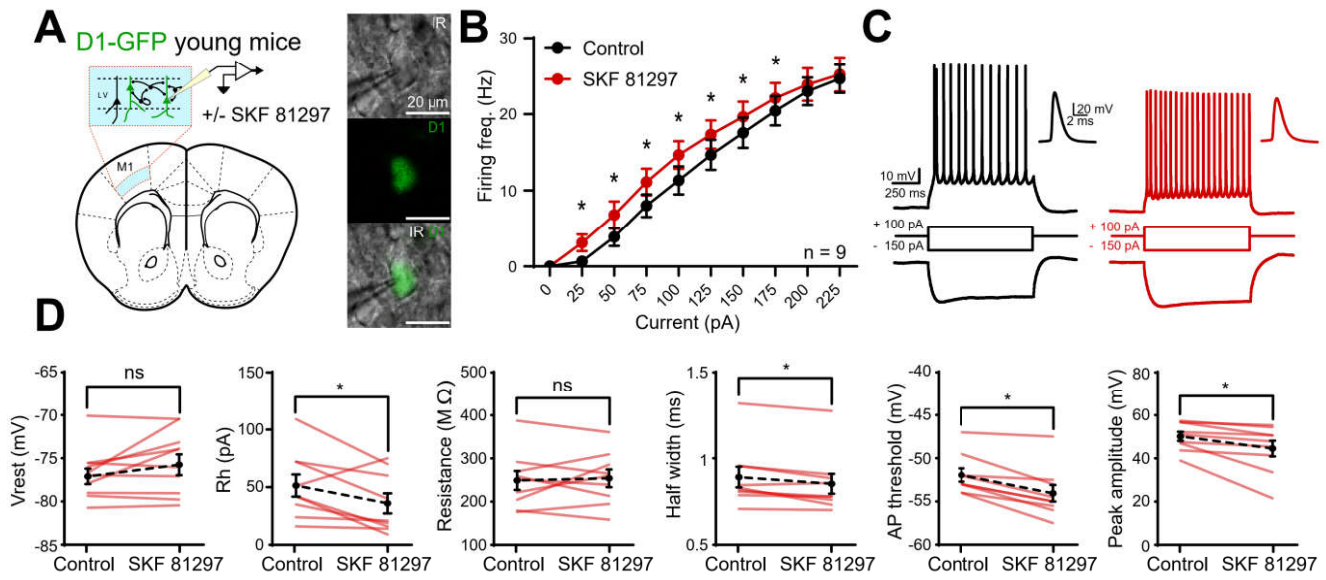 A
D1-GFP young mice
LV
+/- SKF 81297
M1
IR
20 µm
D1
IR D1
B
Control
SKF 81297
Firing freq. (Hz)
30
20
10
0
* * * * * * *
n = 9
0 25 50 75 100 125 150 175 200 225
Current (pA)
C
20 mV
2 ms
10 mV
250 ms
+ 100 pA
- 150 pA
+ 100 pA
- 150 pA
D
Vrest (mV)
-65
-70
-75
-80
-85
ns
Control SKF 81297
Rh (pA)
150
100
50
0
*
Control SKF 81297
Resistance (M Ω)
500
400
300
200
100
ns
Control SKF 81297
Half width (ms)
1.5
1
0.5
*
Control SKF 81297
AP threshold (mV)
-40
-50
-55
-60
*
Control SKF 81297
Peak amplitude (mV)
80
60
40
20
0
*
Control SKF 81297